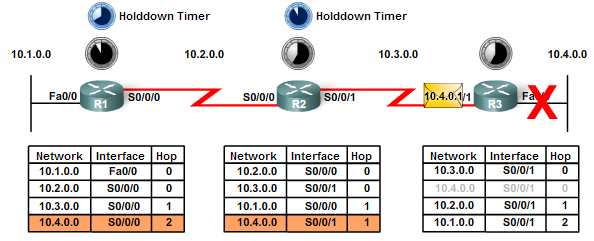 Holddown Timer Holddown Timer
10.1.0.0 10.2.0.0 10.3.0.0 10.4.0.0
Fa0/0 R1 S0/0/0 S0/0/0 R2 S0/0/1 10.4.0.1/1 R3 Fa0
Network Interface Hop
10.1.0.0 Fa0/0 0
10.2.0.0 S0/0/0 0
10.3.0.0 S0/0/0 1
10.4.0.0 S0/0/0 2
Network Interface Hop
10.2.0.0 S0/0/0 0
10.3.0.0 S0/0/1 0
10.1.0.0 S0/0/0 1
10.4.0.0 S0/0/1 1
Network Interface Hop
10.3.0.0 S0/0/1 0
10.4.0.0 S0/0/1 0
10.2.0.0 S0/0/1 1
10.1.0.0 S0/0/1 2